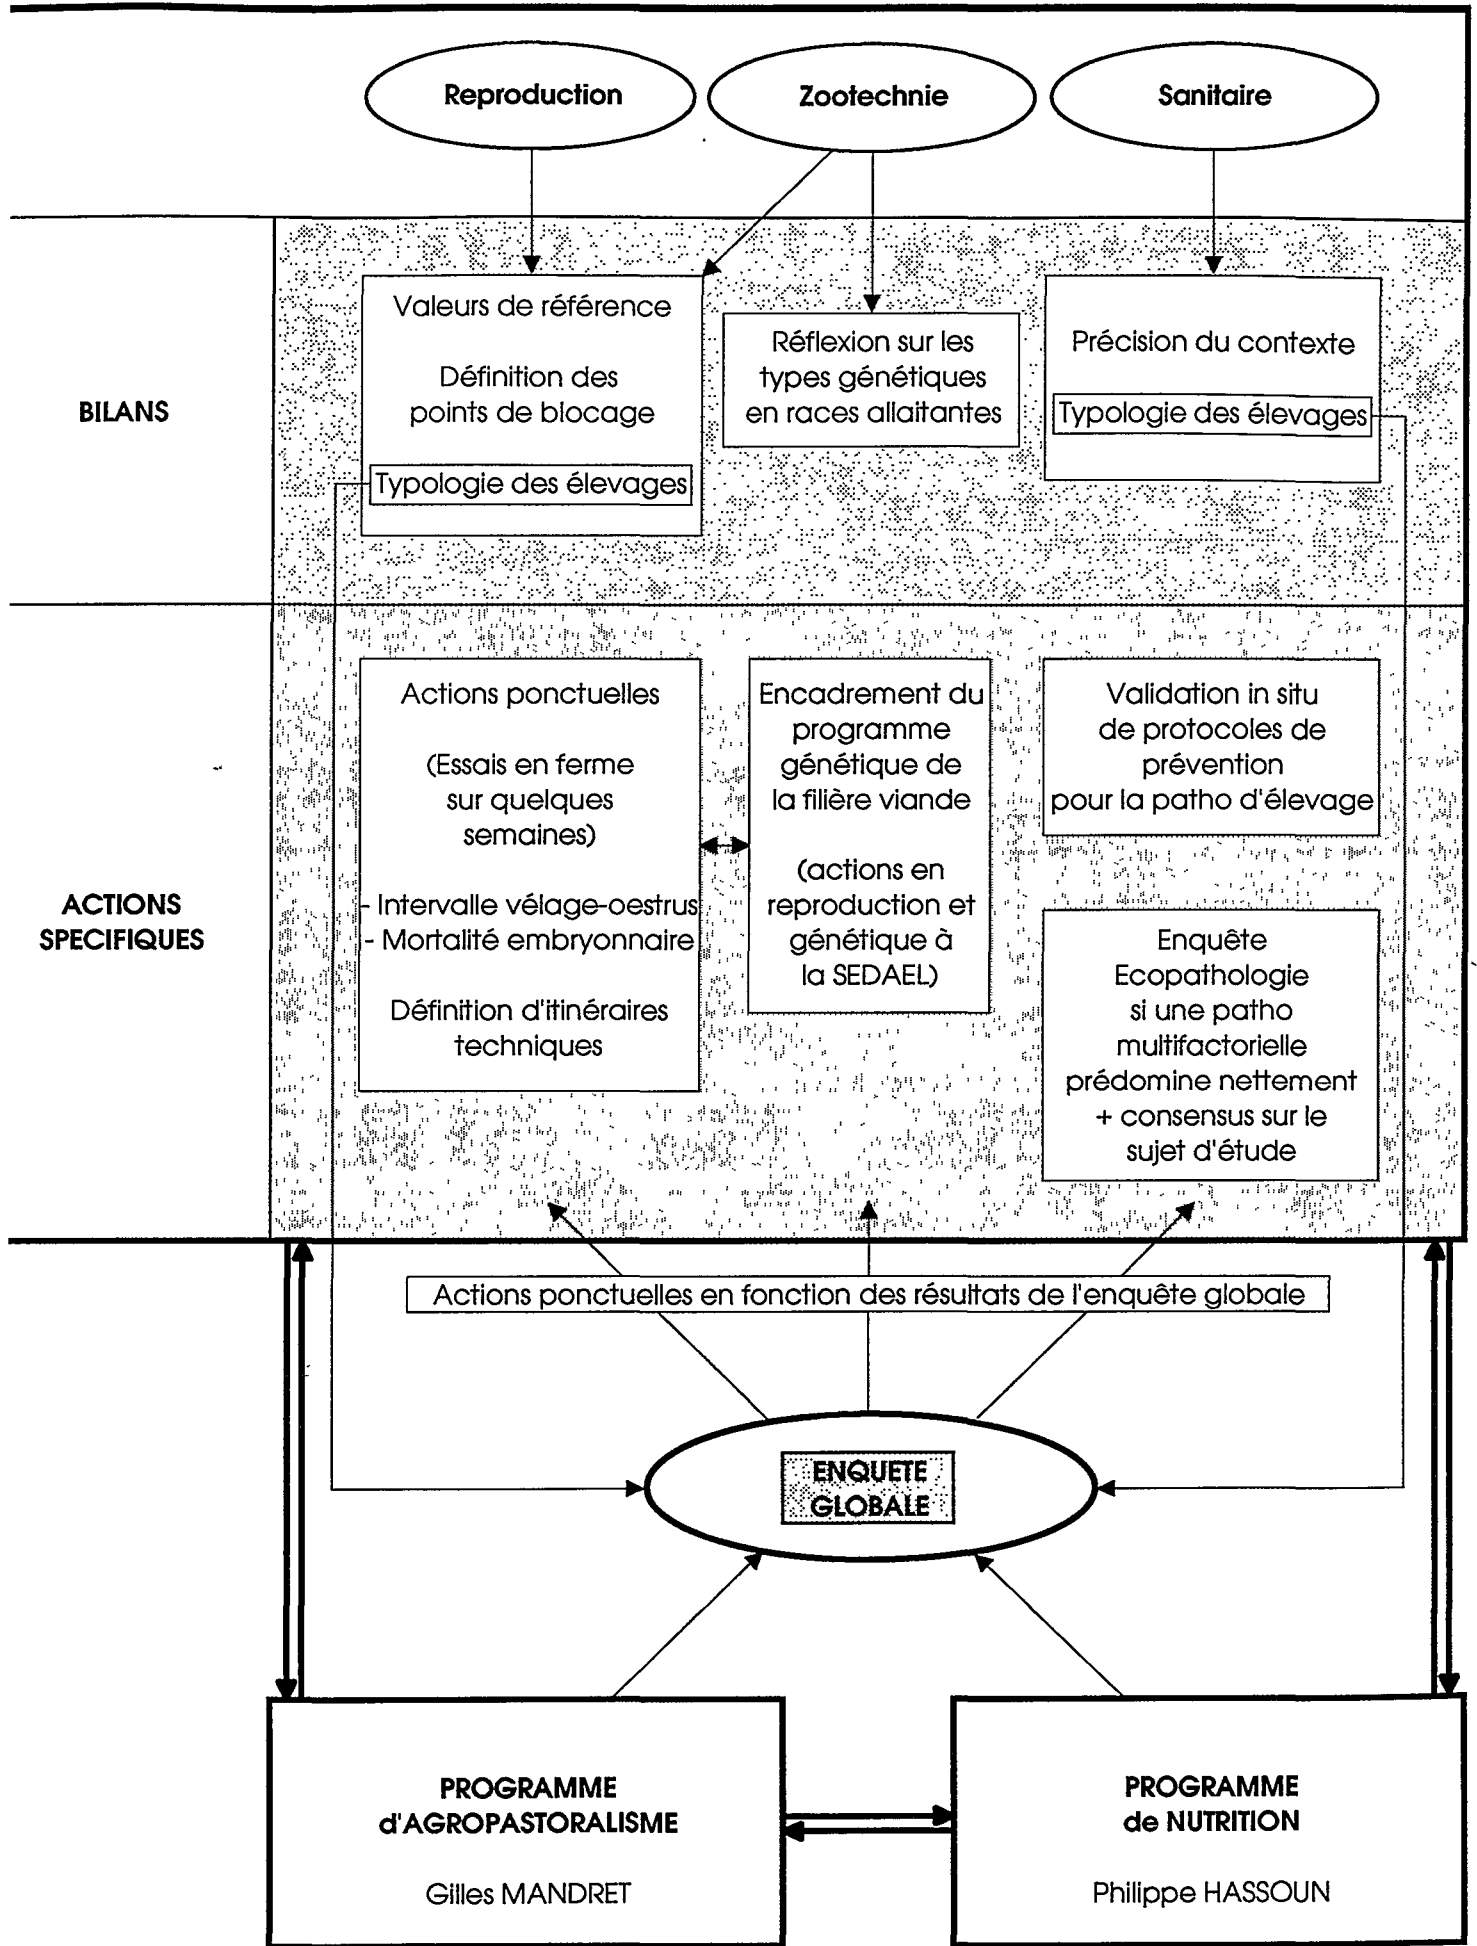 Reproduction
Zootechnie
Sanitaire
BILANS
Valeurs de référence
Définition des
points de blocage
Typologie des élevages
Réflexion sur les
types génétiques
en races allaitantes
Précision du contexte
Typologie des élevages
ACTIONS
SPECIFIQUES
Actions ponctuelles
(Essais en ferme
sur quelques
semaines)
- Intervalle vélage-oestrus
- Mortalité embryonnaire
Définition d'itinéraires
techniques
Encadrement du
programme
génétique de
la filière viande
(actions en
reproduction et
génétique à
la SEDAEL)
Validation in situ
de protocoles de
prévention
pour la patho d'élevage
Enquête
Ecopathologie
si une patho
multifactorielle
prédomine nettement
+ consensus sur le
sujet d'étude
Actions ponctuelles en fonction des résultats de l'enquête globale
ENQUETE
GLOBALE
PROGRAMME
d'AGROPASTORALISME
Gilles MANDRET
PROGRAMME
de NUTRITION
Philippe HASSOUN